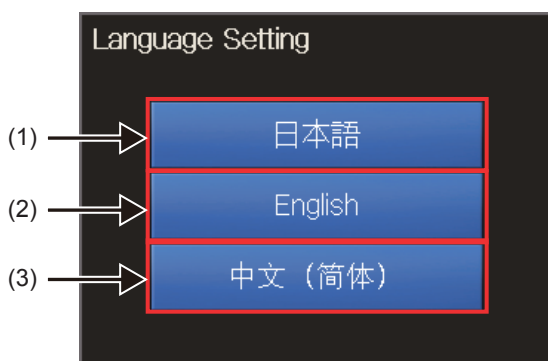 Language Setting
(1) 日本語
(2) English
(3) 中文（简体）